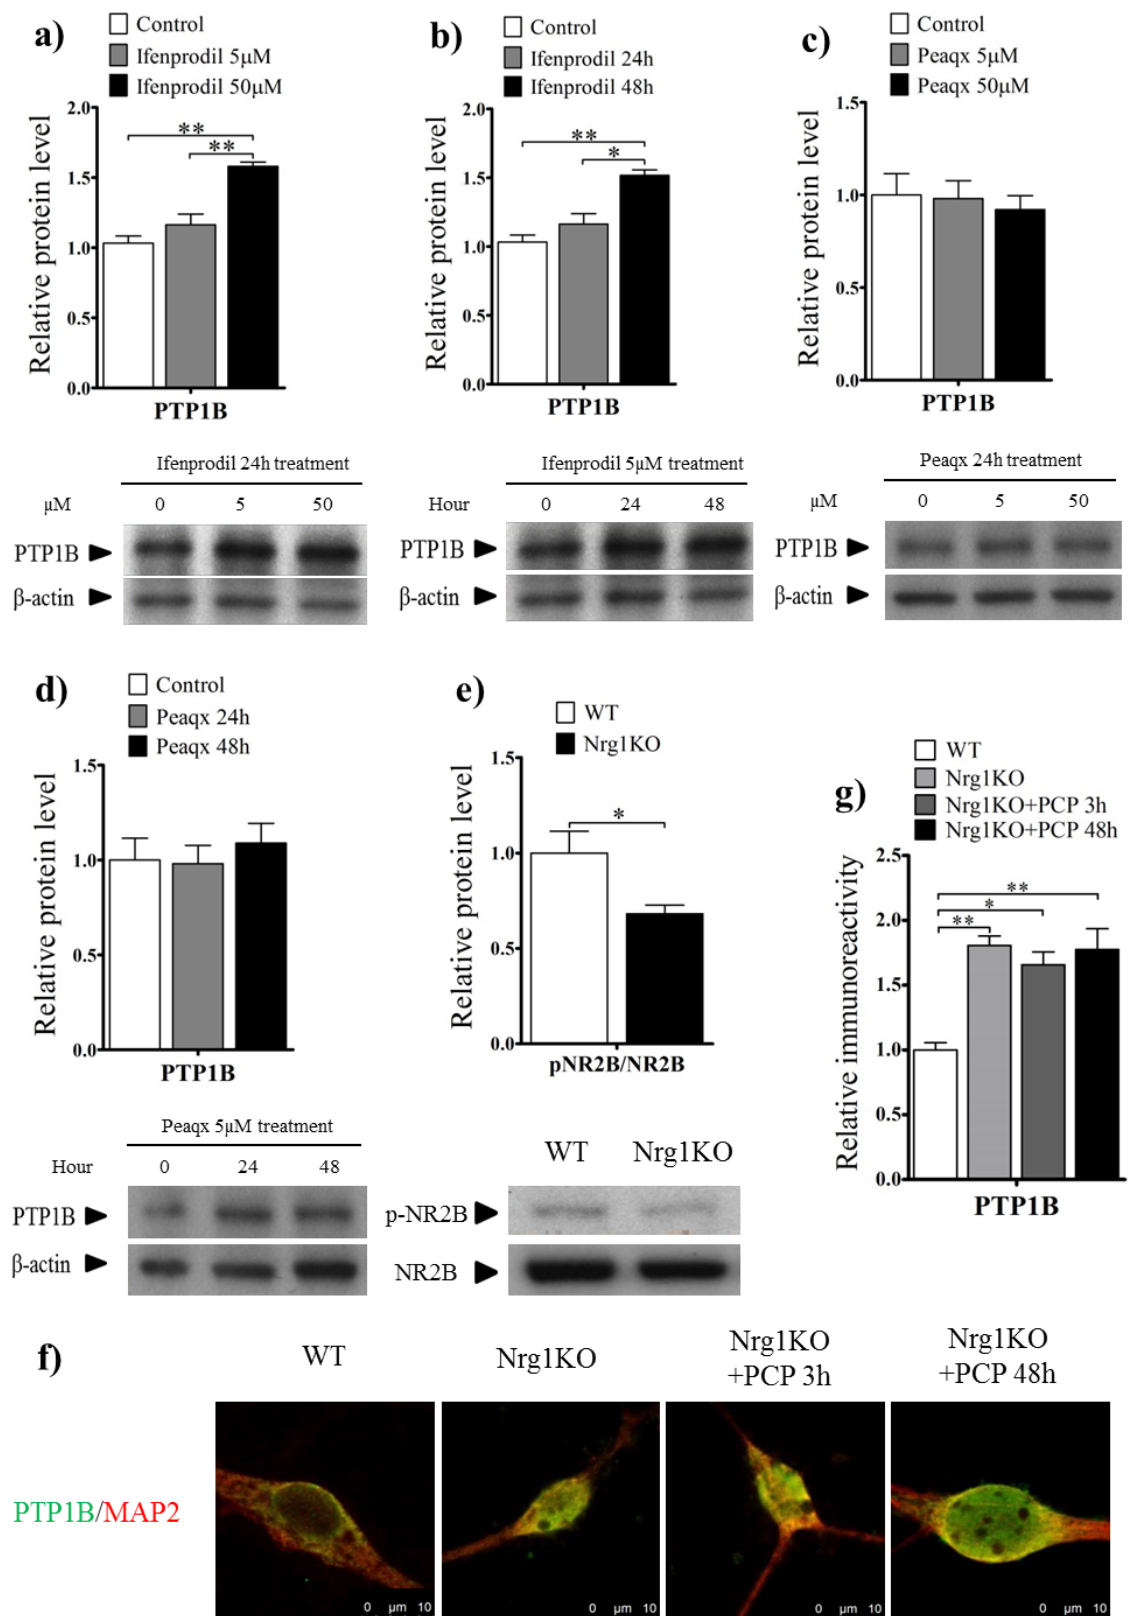 a)
Control
Ifenprodil 5μM
Ifenprodil 50μM
2.0
1.5
1.0
0.5
0.0
Relative protein level
**
**
PTP1B
Ifenprodil 24h treatment
μM 0 5 50
PTP1B
β-actin
b)
Control
Ifenprodil 24h
Ifenprodil 48h
2.0
1.5
1.0
0.5
0.0
Relative protein level
**
*
PTP1B
Ifenprodil 5μM treatment
Hour 0 24 48
PTP1B
β-actin
c)
Control
Peaqx 5μM
Peaqx 50μM
1.5
1.0
0.5
0.0
Relative protein level
PTP1B
Peaqx 24h treatment
μM 0 5 50
PTP1B
β-actin
d)
Control
Peaqx 24h
Peaqx 48h
1.5
1.0
0.5
0.0
Relative protein level
PTP1B
Peaqx 5μM treatment
Hour 0 24 48
PTP1B
β-actin
e)
WT
Nrg1KO
1.5
1.0
0.5
0.0
Relative protein level
*
pNR2B/NR2B
WT Nrg1KO
p-NR2B
NR2B
g)
WT
Nrg1KO
Nrg1KO+PCP 3h
Nrg1KO+PCP 48h
2.5
2.0
1.5
1.0
0.5
0.0
Relative immunoreactivity
**
*
**
PTP1B
f)
WT
Nrg1KO
Nrg1KO
+PCP 3h
Nrg1KO
+PCP 48h
PTP1B/MAP2
0 μm 10
0 μm 10
0 μm 10
0 μm 10